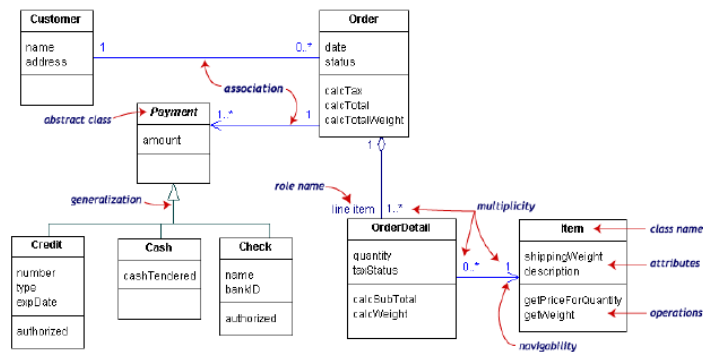 Customer
name
address
1
0..*
Order
date
status
calcTax
calcTotal
calcTotalWeight
association
abstract class
Payment
amount
1..*
1
1
generalization
role name
line item
1..*
multiplicity
Credit
number
type
expDate
authorized
Cash
cashTendered
Check
name
bankID
authorized
OrderDetail
quantity
taxStatus
calcSubTotal
calcWeight
0..*
1
Item
shippingWeight
description
getPriceForQuantity
getWeight
class name
attributes
operations
navigability